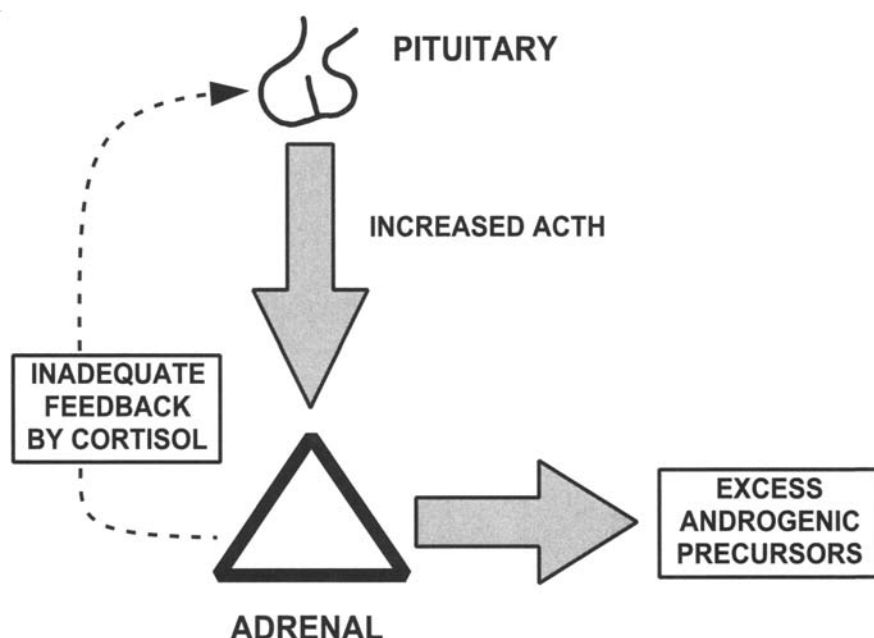 PITUITARY
INCREASED ACTH
INADEQUATE
FEEDBACK
BY CORTISOL
EXCESS
ANDROGENIC
PRECURSORS
ADRENAL